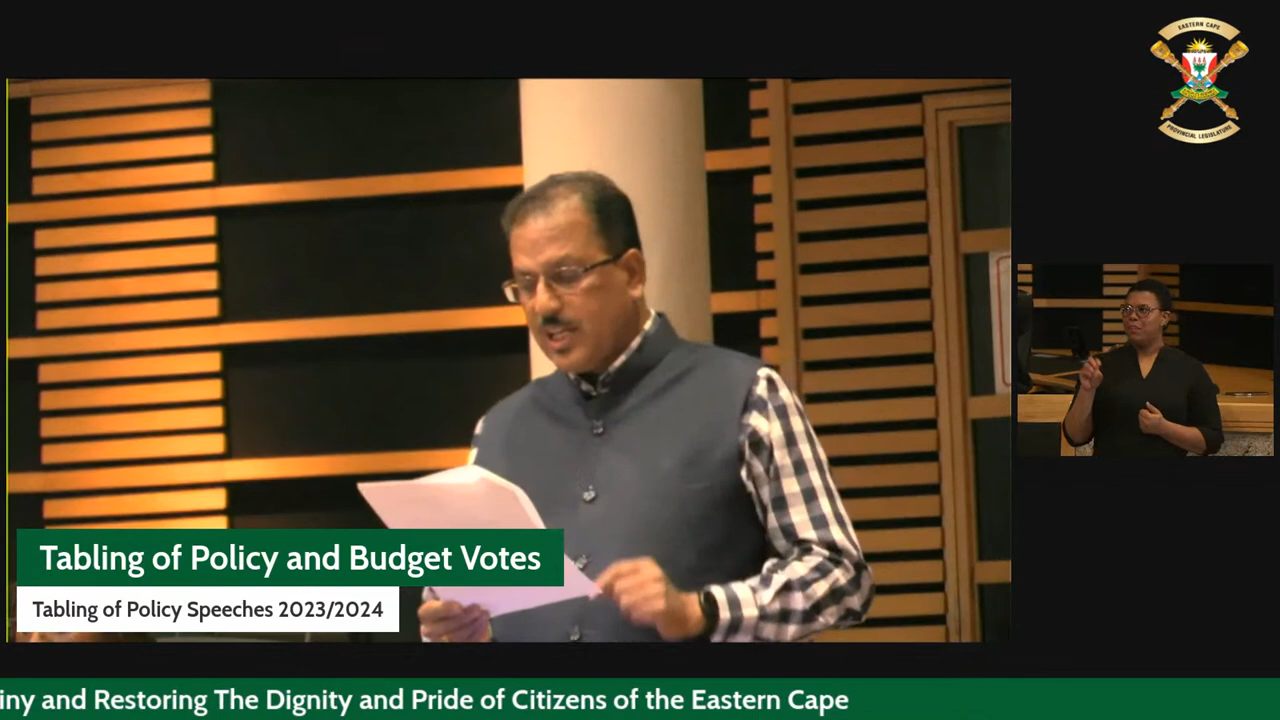 EASTERN CAPE
PROVINCIAL LEGISLATURE
Tabling of Policy and Budget Votes
Tabling of Policy Speeches 2023/2024
iny and Restoring The Dignity and Pride of Citizens of the Eastern Cape